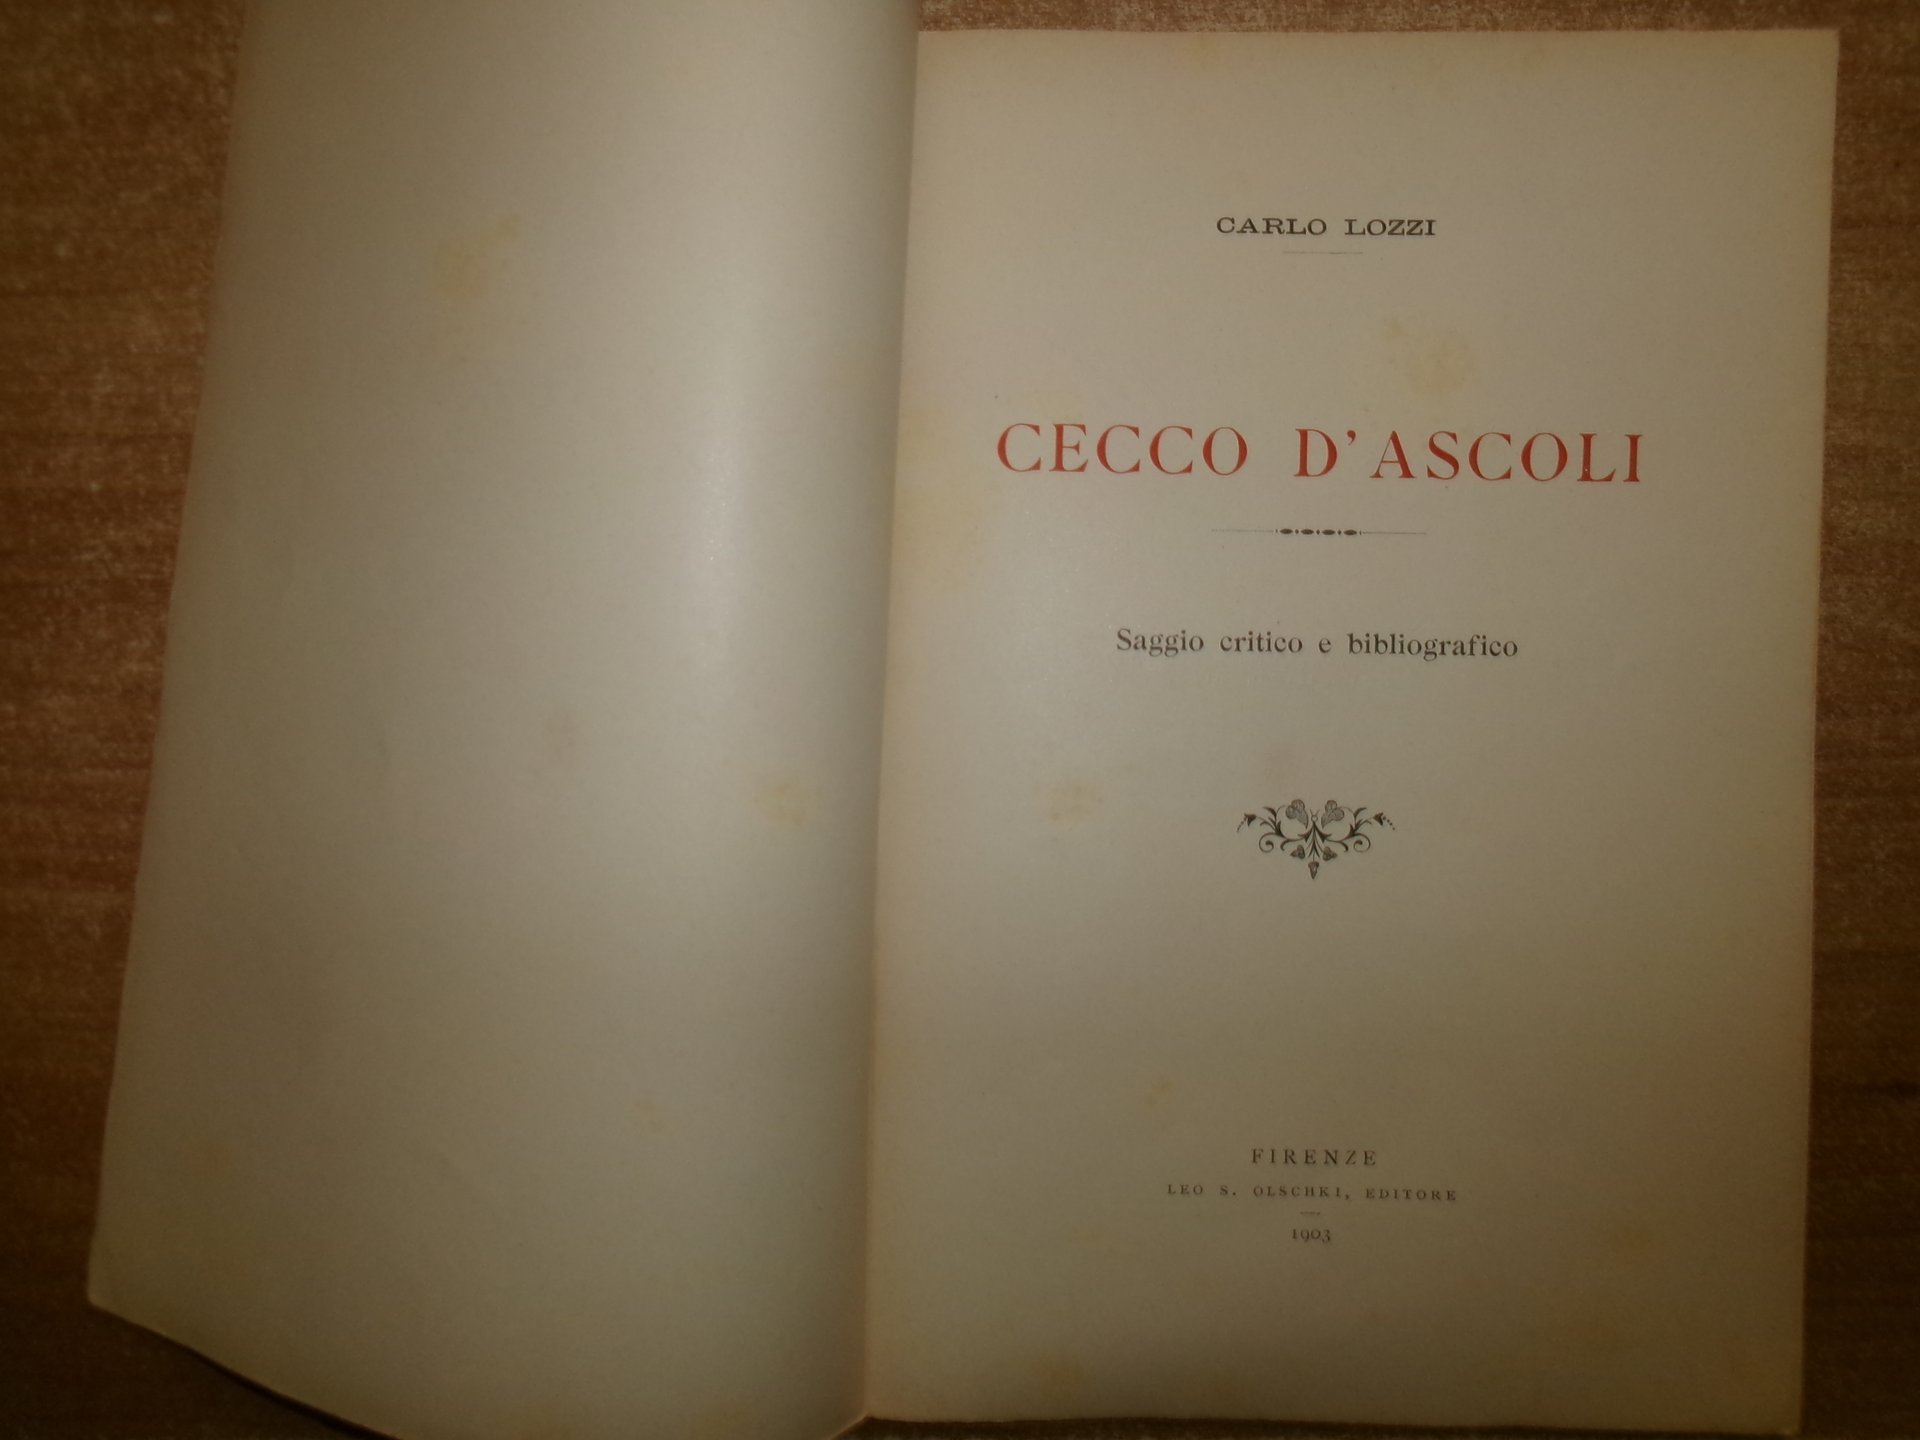 CARLO LOZZI
CECCO D'ASCOLI
Saggio critico e bibliografico
FIRENZE
LEO S. OLSCHKI, EDITORE
1903